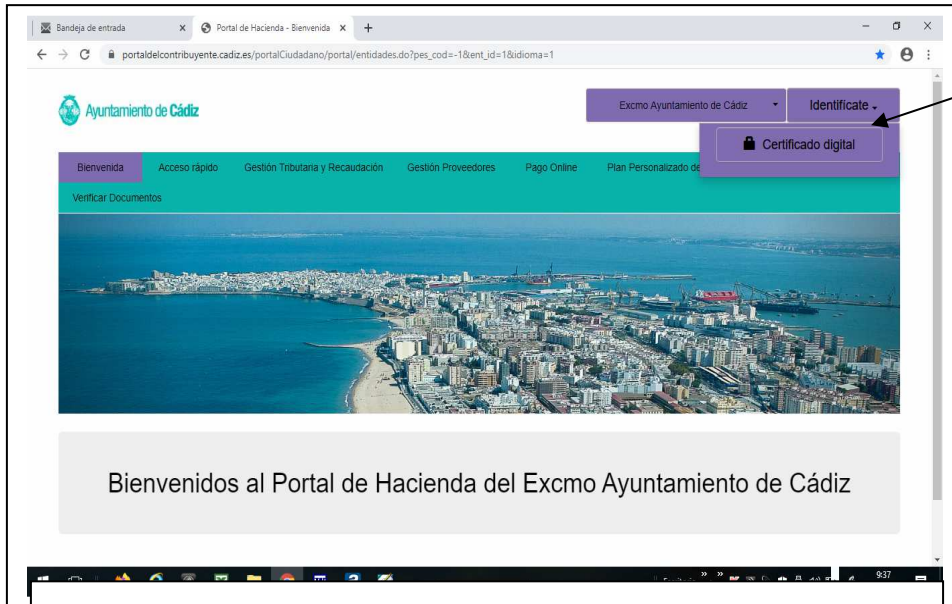 Bandeja de entrada
Portal de Hacienda - Bienvenida
portaldelcontribuyente.cadiz.es/portalCiudadano/portal/entidades.do?pes_cod=-1&ent_id=1&idioma=1
Ayuntamiento de Cádiz
Excmo Ayuntamiento de Cádiz
Identifícate
Certificado digital
Bienvenida Acceso rápido Gestión Tributaria y Recaudación Gestión Proveedores Pago Online Plan Personalizado de
Verificar Documentos
Bienvenidos al Portal de Hacienda del Excmo Ayuntamiento de Cádiz
9:37